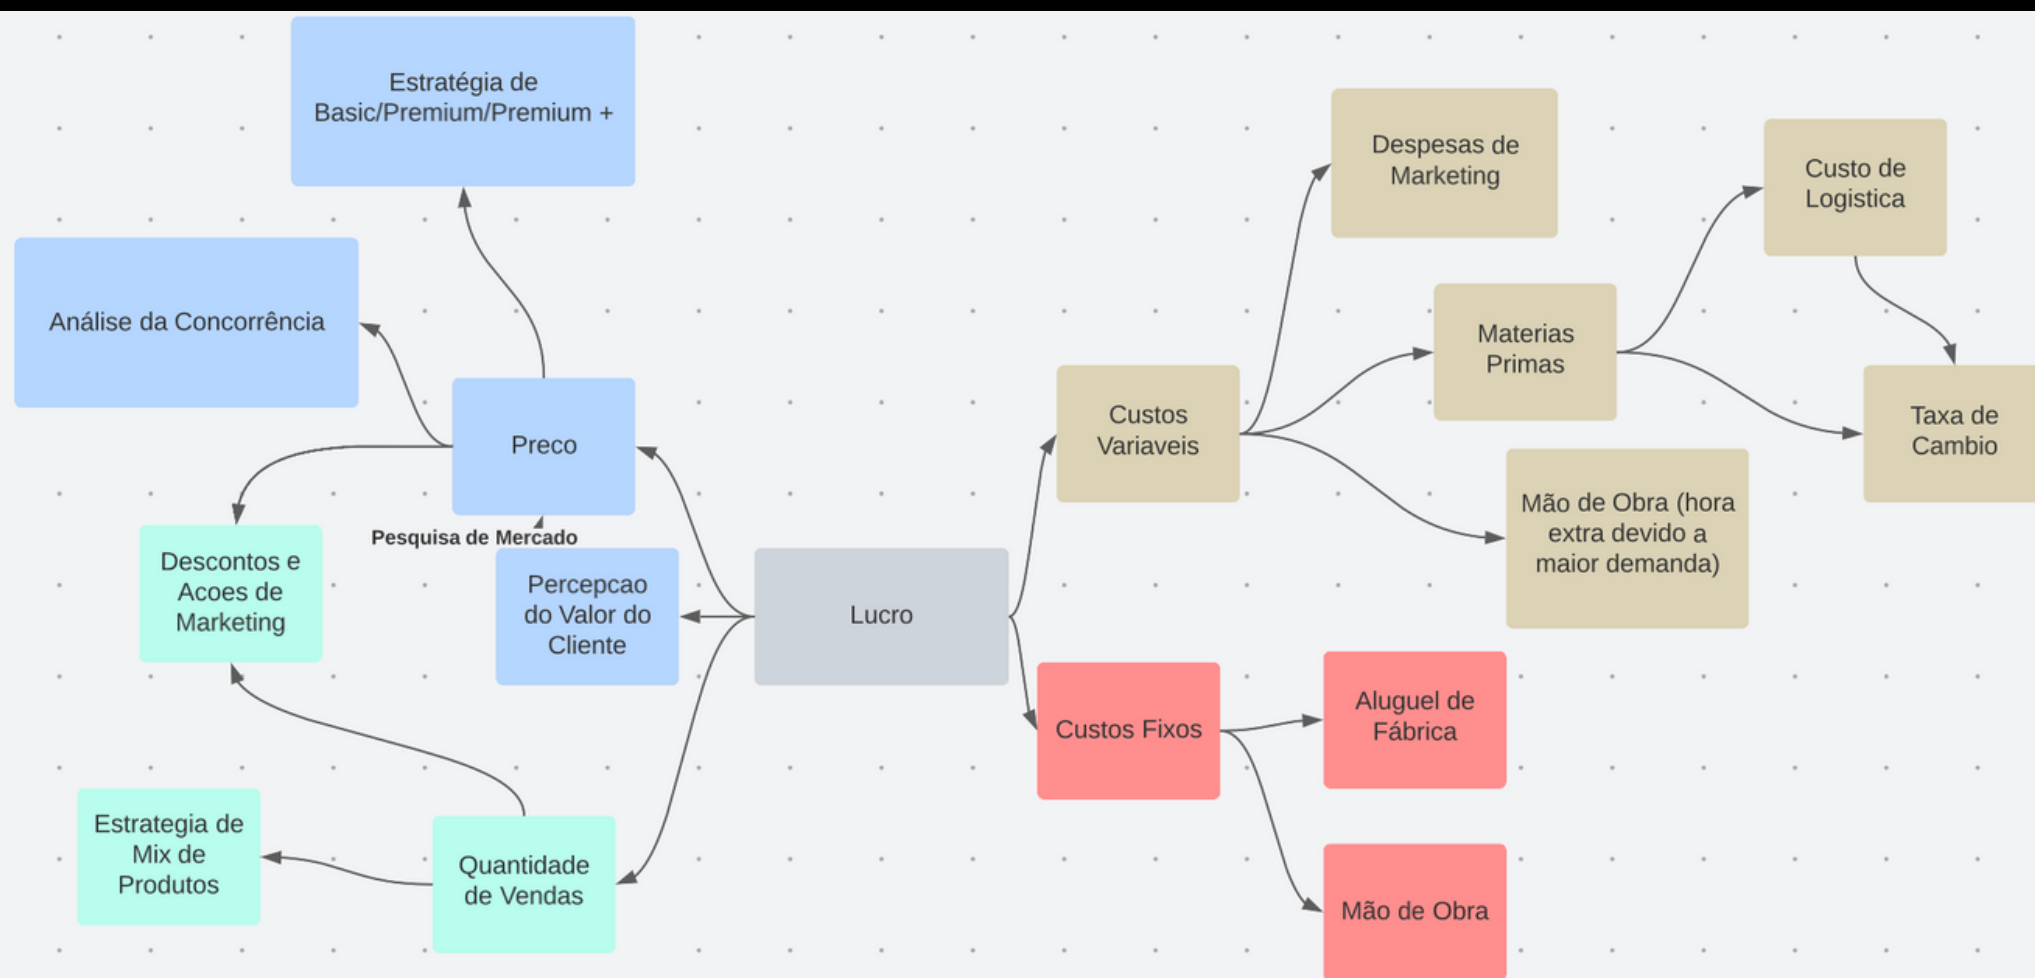 Estratégia de
Basic/Premium/Premium +
Análise da Concorrência
Preco
Pesquisa de Mercado
Descontos e
Acoes de
Marketing
Percepcao
do Valor do
Cliente
Estrategia de
Mix de
Produtos
Quantidade
de Vendas
Lucro
Custos
Variaveis
Despesas de
Marketing
Materias
Primas
Custo de
Logistica
Taxa de
Cambio
Mão de Obra (hora
extra devido a
maior demanda)
Custos Fixos
Aluguel de
Fábrica
Mão de Obra